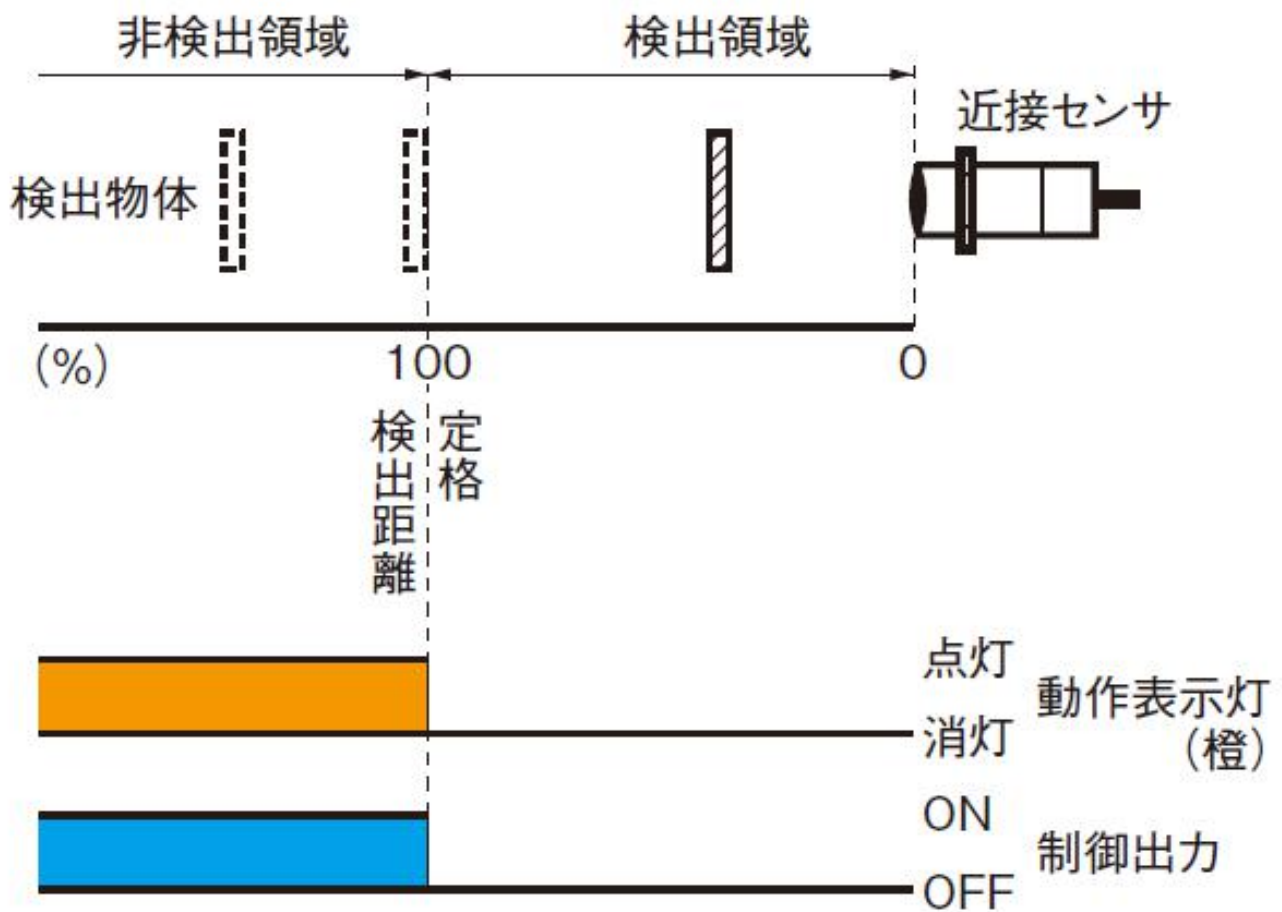 非検出領域
検出領域
近接センサ
検出物体
(%)
100
0
定格
検出距離
点灯
消灯
動作表示灯
(橙)
ON
OFF
制御出力